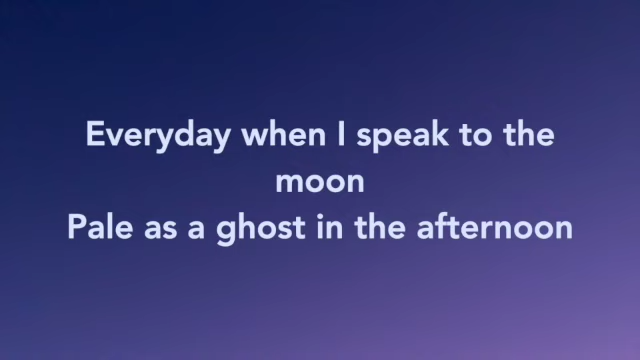 Everyday when I speak to the
moon
Pale as a ghost in the afternoon